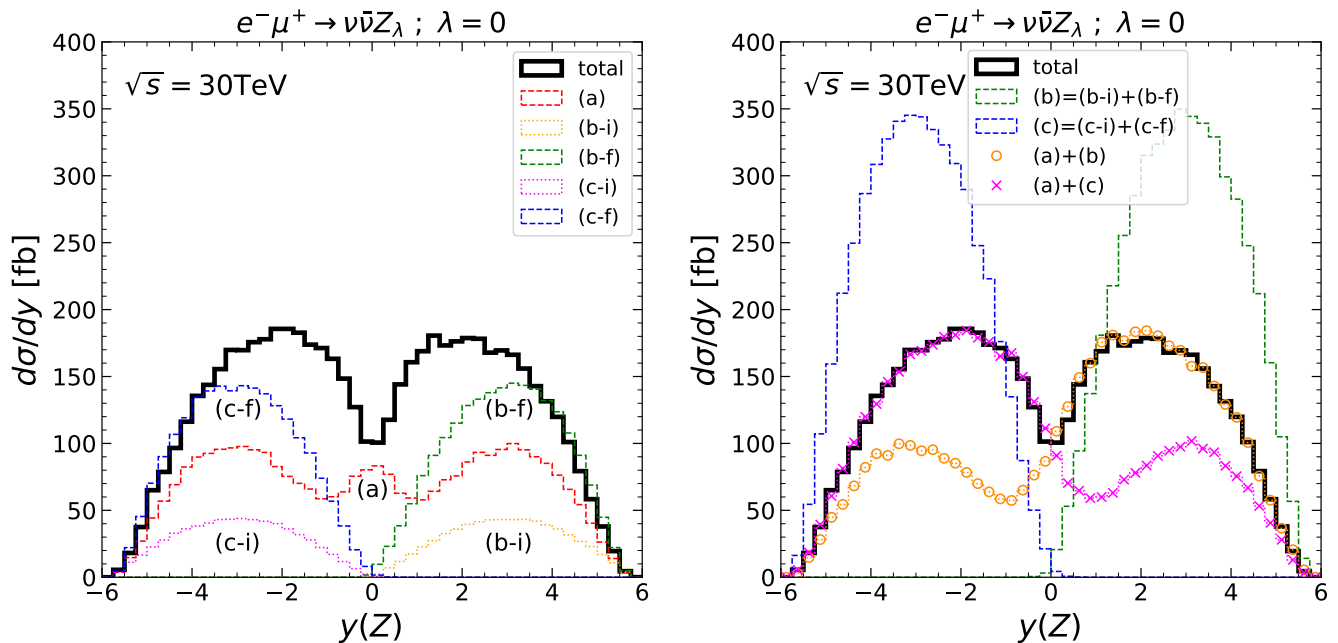 e⁻μ⁺ → νν̄Z_λ ; λ = 0
√s = 30TeV
total
(a)
(b-i)
(b-f)
(c-i)
(c-f)
(c-f)
(b-f)
(a)
(c-i)
(b-i)
400
350
300
250
200
150
100
50
0
dσ/dy [fb]
−6
−4
−2
0
2
4
6
y(Z)
e⁻μ⁺ → νν̄Z_λ ; λ = 0
√s = 30TeV
total
(b)=(b-i)+(b-f)
(c)=(c-i)+(c-f)
(a)+(b)
(a)+(c)
400
350
300
250
200
150
100
50
0
dσ/dy [fb]
−6
−4
−2
0
2
4
6
y(Z)